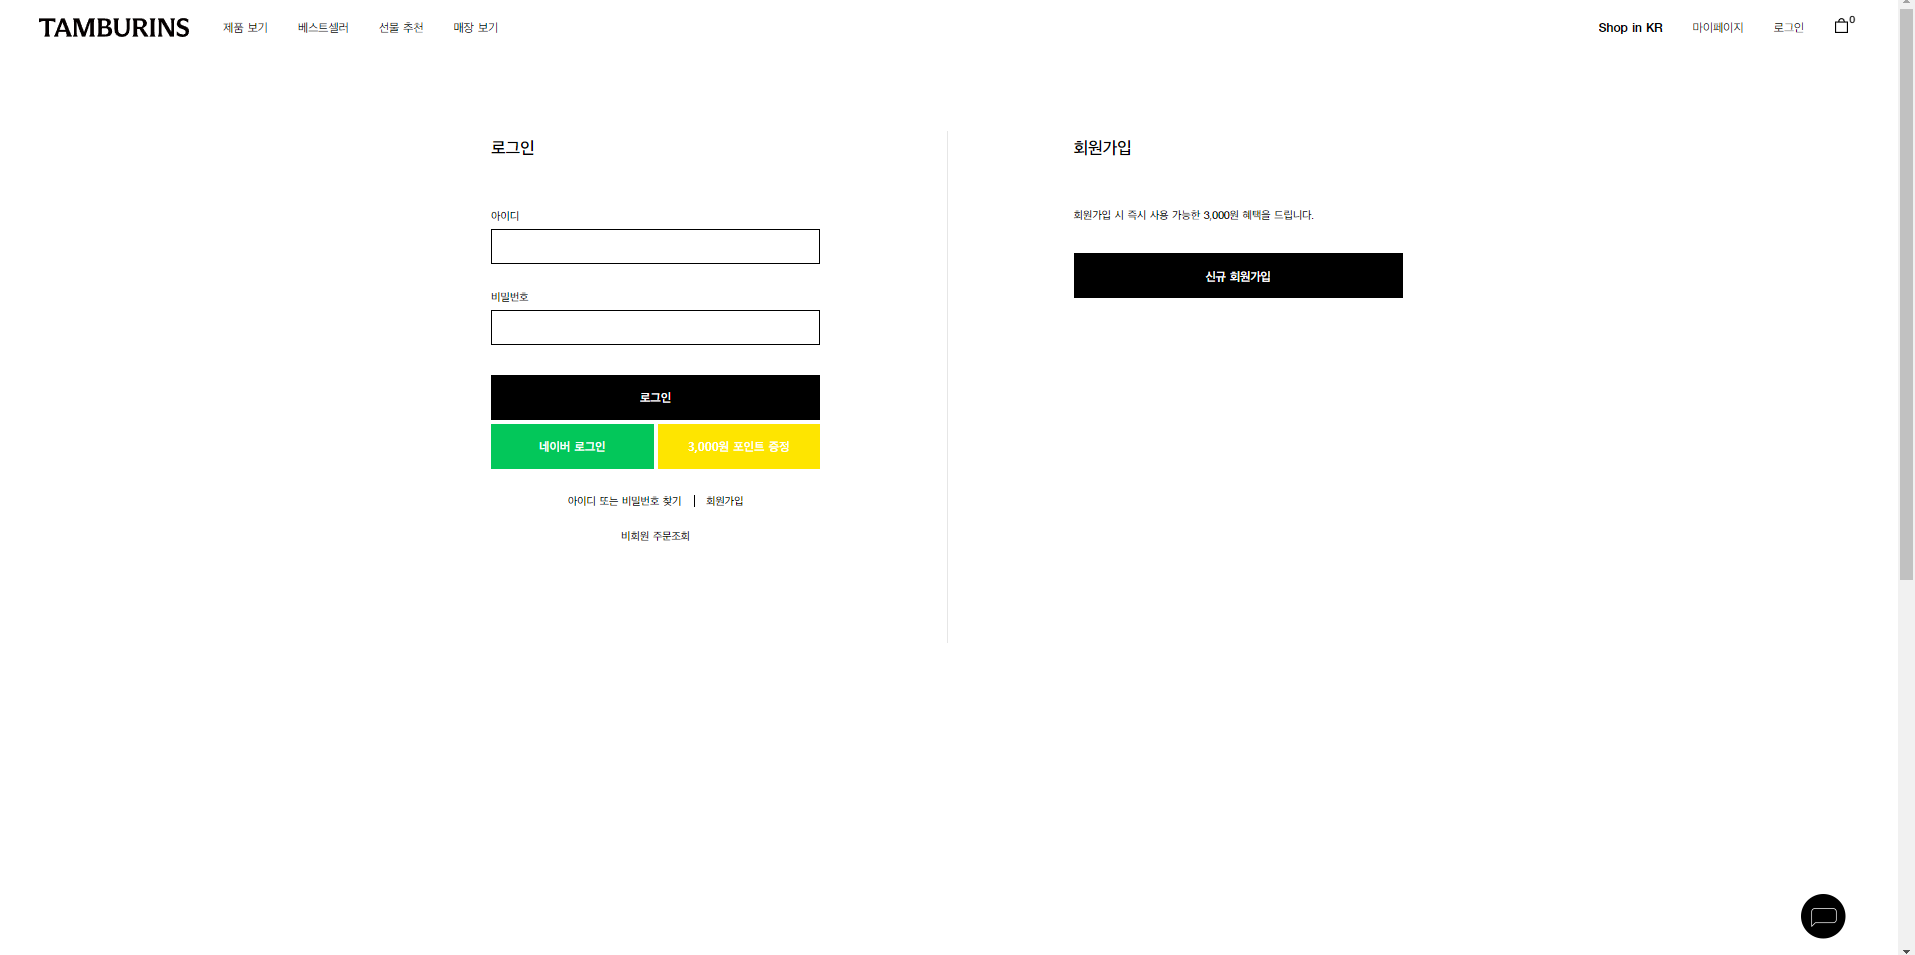 TAMBURINS 제품 보기 베스트셀러 선물 추천 매장 보기 Shop in KR 마이페이지 로그인 0
로그인
아이디
비밀번호
로그인
네이버 로그인 3,000원 포인트 증정
아이디 또는 비밀번호 찾기 | 회원가입
비회원 주문조회
회원가입
회원가입 시 즉시 사용 가능한 3,000원 혜택을 드립니다.
신규 회원가입